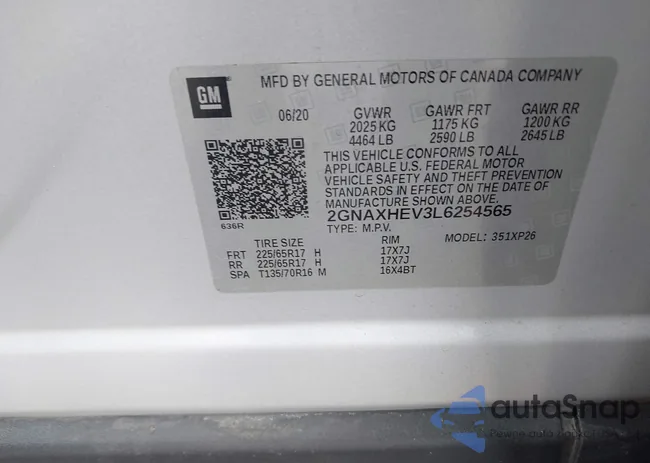 GM
MFD BY GENERAL MOTORS OF CANADA COMPANY
06/20 GVWR GAWR FRT GAWR RR
2025 KG 1175 KG 1200 KG
4464 LB 2590 LB 2645 LB
THIS VEHICLE CONFORMS TO ALL
APPLICABLE U.S. FEDERAL MOTOR
VEHICLE SAFETY AND THEFT PREVENTION
STANDARDS IN EFFECT ON THE DATE OF
MANUFACTURE SHOWN ABOVE.
2GNAXHEV3L6254565
636R
TYPE: M.P.V. MODEL: 351XP26
TIRE SIZE RIM
FRT 225/65R17 H 17X7J
RR 225/65R17 H 17X7J
SPA T135/70R16 M 16X4BT
autoSnap